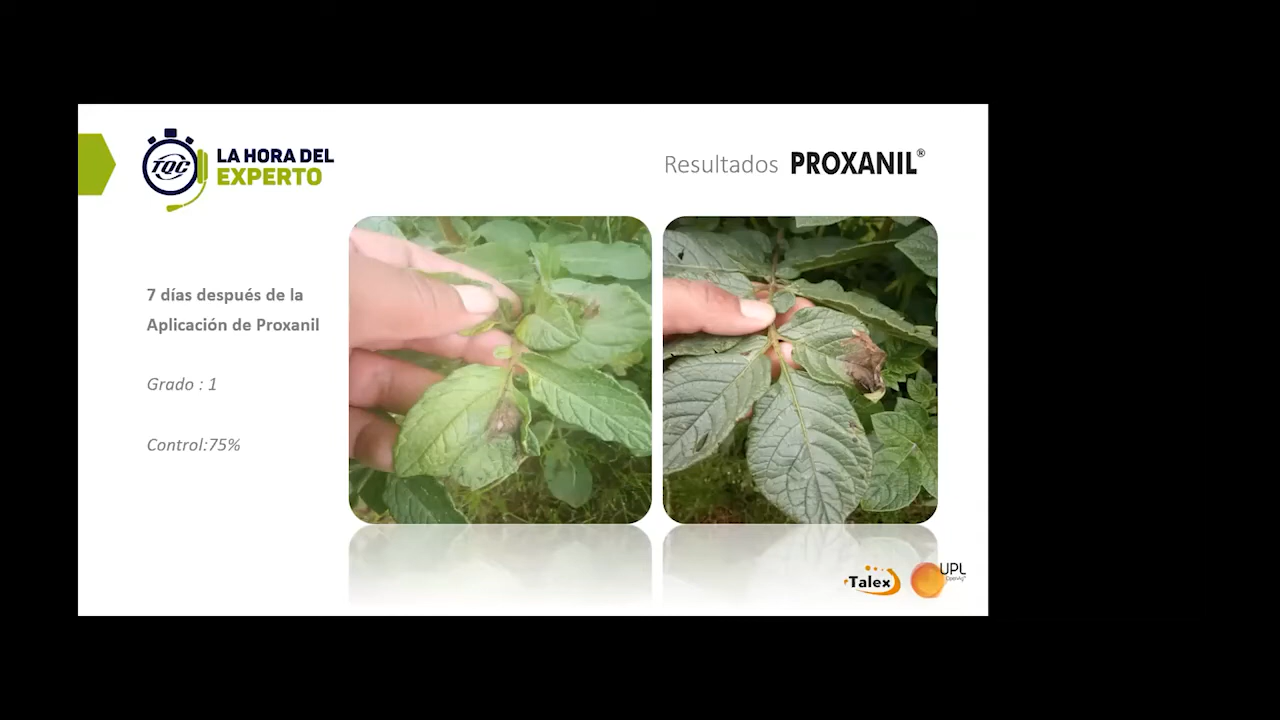 TQC
LA HORA DEL
EXPERTO
Resultados PROXANIL®
7 días después de la
Aplicación de Proxanil
Grado : 1
Control:75%
Talex
UPL
OpenAg™